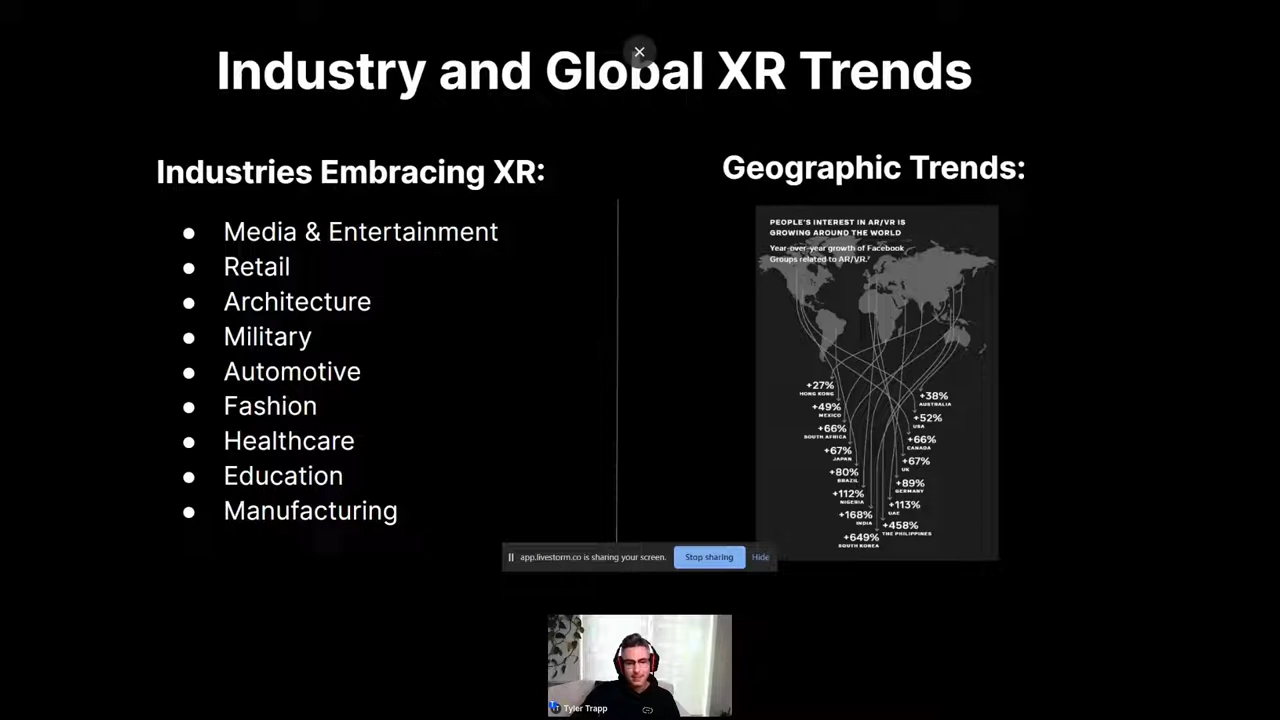 Industry and Global XR Trends
Industries Embracing XR:
● Media & Entertainment
● Retail
● Architecture
● Military
● Automotive
● Fashion
● Healthcare
● Education
● Manufacturing
Geographic Trends:
PEOPLE'S INTEREST IN AR/VR IS
GROWING AROUND THE WORLD
Year-over-year growth of Facebook
Groups related to AR/VR.⁷
+27%
HONG KONG
+49%
MEXICO
+66%
SOUTH AFRICA
+67%
JAPAN
+80%
BRAZIL
+112%
NIGERIA
+168%
INDIA
+649%
SOUTH KOREA
+38%
AUSTRALIA
+52%
USA
+66%
CANADA
+67%
UK
+89%
GERMANY
+113%
UAE
+458%
THE PHILIPPINES
app.livestorm.co is sharing your screen.
Stop sharing
Hide
Tyler Trapp